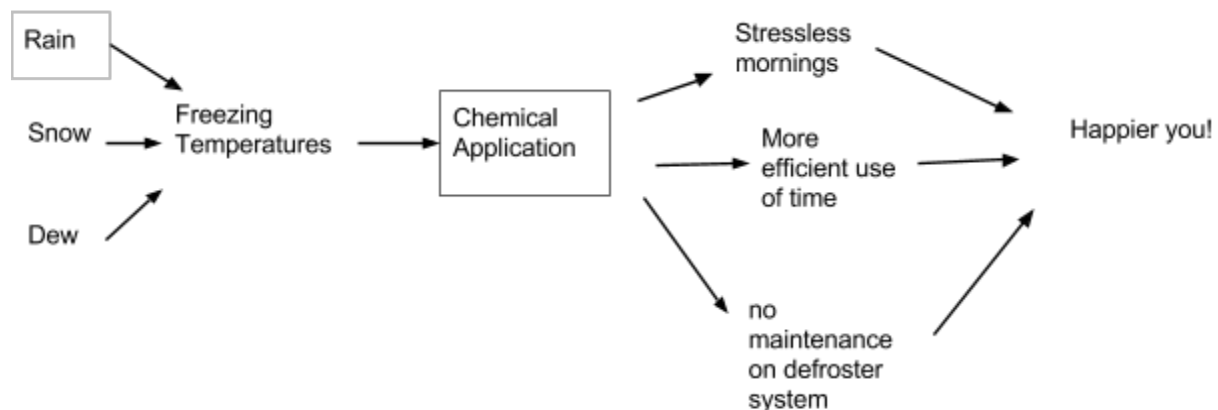 Rain
Snow
Dew
Freezing
Temperatures
Chemical
Application
Stressless
mornings
More
efficient use
of time
no
maintenance
on defroster
system
Happier you!